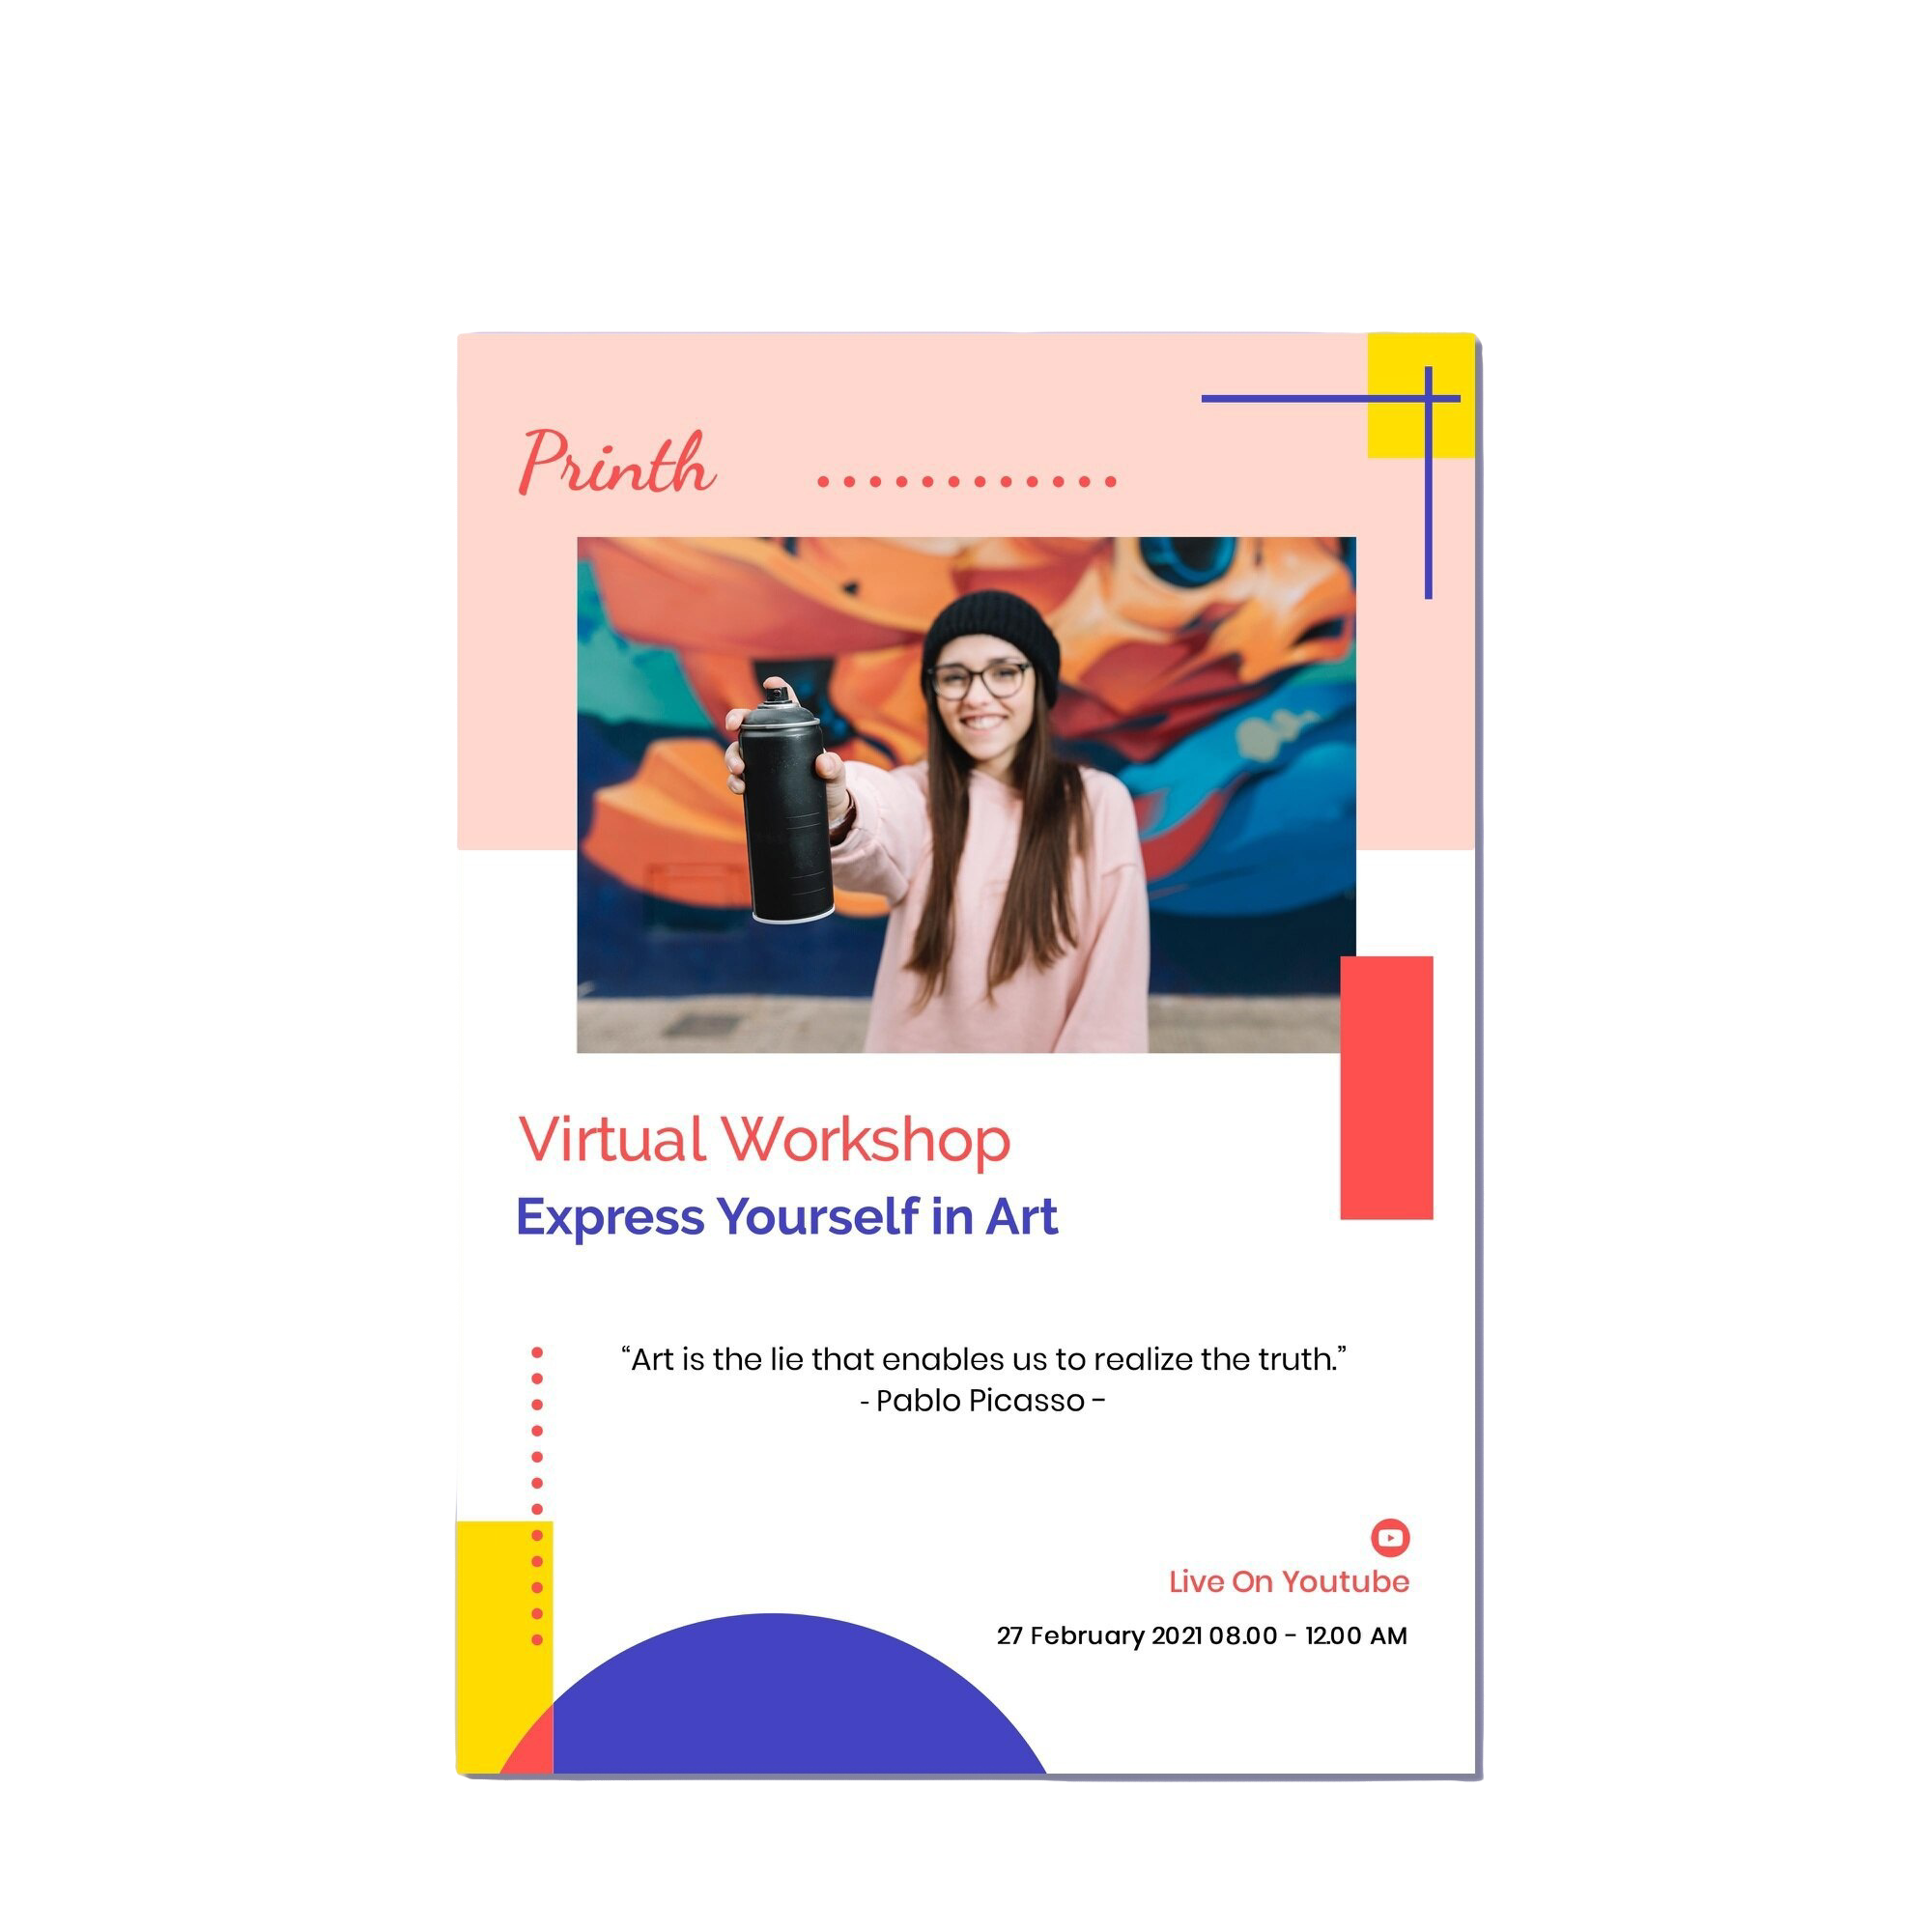 Printh
Virtual Workshop
Express Yourself in Art
“Art is the lie that enables us to realize the truth.”
- Pablo Picasso -
Live On Youtube
27 February 2021 08.00 - 12.00 AM